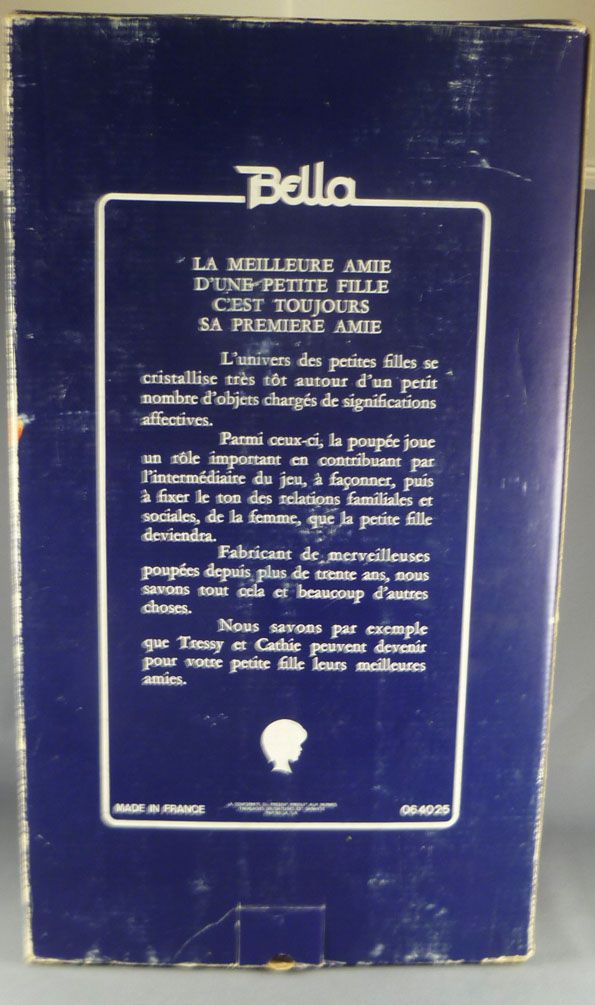 Bella
LA MEILLEURE AMIE
D'UNE PETITE FILLE
C'EST TOUJOURS
SA PREMIERE AMIE
L'univers des petites filles se
cristallise très tôt autour d'un petit
nombre d'objets chargés de significations
affectives.
Parmi ceux-ci, la poupée joue
un rôle important en contribuant par
l'intermédiaire du jeu, à façonner, puis
à fixer le ton des relations familiales et
sociales, de la femme, que la petite fille
deviendra.
Fabricant de merveilleuses
poupées depuis plus de trente ans, nous
savons tout cela et beaucoup d'autres
choses.
Nous savons par exemple
que Tressy et Cathie peuvent devenir
pour votre petite fille leurs meilleures
amies.
MADE IN FRANCE
064025